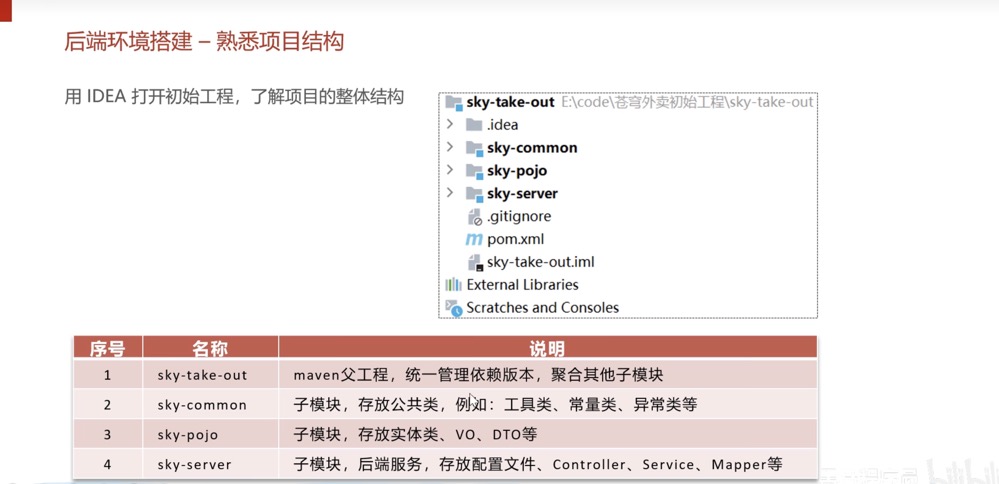 后端环境搭建 – 熟悉项目结构
用 IDEA 打开初始工程，了解项目的整体结构
sky-take-out E:\code\苍穹外卖初始工程\sky-take-out
.idea
sky-common
sky-pojo
sky-server
.gitignore
pom.xml
sky-take-out.iml
External Libraries
Scratches and Consoles
序号 名称 说明
1 sky-take-out maven父工程，统一管理依赖版本，聚合其他子模块
2 sky-common 子模块，存放公共类，例如：工具类、常量类、异常类等
3 sky-pojo 子模块，存放实体类、VO、DTO等
4 sky-server 子模块，后端服务，存放配置文件、Controller、Service、Mapper等
bilibili